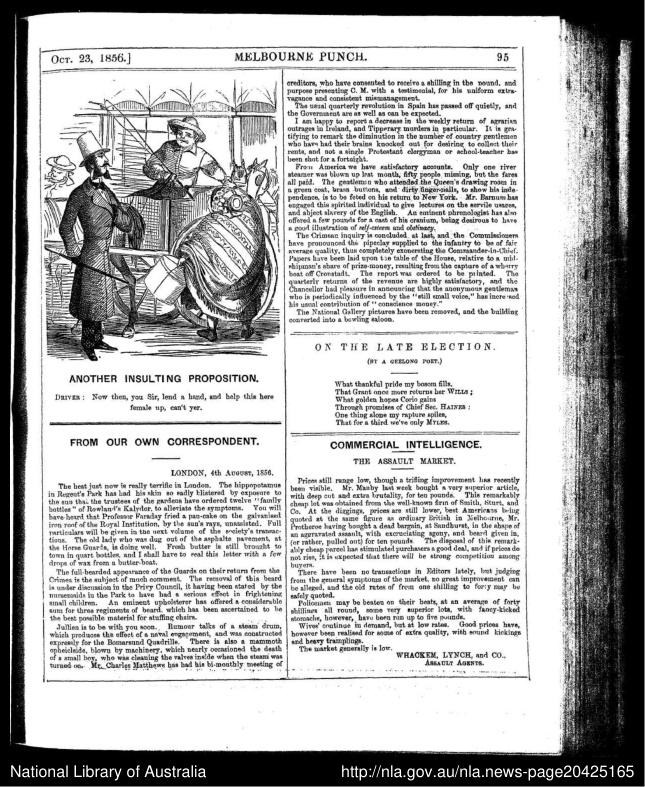 OCT. 23, 1856.]
MELBOURNE PUNCH.
95
ANOTHER INSULTING PROPOSITION.
DRIVER : Now then, you Sir, lend a hand, and help this here
female up, can't yer.
FROM OUR OWN CORRESPONDENT.
LONDON, 4th AUGUST, 1856.
The heat just now is really terrific in London. The hippopotamus
in Regent's Park has had his skin so sadly blistered by exposure to
the sun that the trustees of the gardens have ordered twelve "family
bottles" of Rowland's Kalydor, to alleviate the symptoms. You will
have heard that Professor Faraday fried a pan-cake on the galvanised
iron roof of the Royal Institution, by the sun's rays, unassisted. Full
particulars will be given in the next volume of the society's transac-
tions. The old lady who was dug out of the asphalte pavement, at
the Horse Guards, is doing well. Fresh butter is still brought to
town in quart bottles, and I shall have to seal this letter with a few
drops of wax from a butter-boat.
The full-bearded appearance of the Guards on their return from the
Crimea is the subject of much comment. The removal of this beard
is under discussion in the Privy Council, it having been stated by the
nursemaids in the Park to have had a serious effect in frightening
small children. An eminent upholsterer has offered a considerable
sum for three regiments of beard, which has been ascertained to be
the best possible material for stuffing chairs.
Jullien is to be with you soon. Rumour talks of a steam drum,
which produces the effect of a naval engagement, and was constructed
expressly for the Bomarsund Quadrille. There is also a mammoth
opheicleide, blown by machinery, which nearly occasioned the death
of a small boy, who was cleaning the valves inside when the steam was
turned on. Mr. Charles Matthews has had his bi-monthly meeting of
creditors, who have consented to receive a shilling in the pound, and
purpose presenting C. M. with a testimonial, for his uniform extra-
vagance and consistent mismanagement.
The usual quarterly revolution in Spain has passed off quietly, and
the Government are as well as can be expected.
I am happy to report a decrease in the weekly return of agrarian
outrages in Ireland, and Tipperary murders in particular. It is gra-
tifying to remark the diminution in the number of country gentlemen
who have had their brains knocked out for desiring to collect their
rents, and not a single Protestant clergyman or school-teacher has
been shot for a fortnight.
From America we have satisfactory accounts. Only one river
steamer was blown up last month, fifty people missing, but the fares
all paid. The gentleman who attended the Queen's drawing room in
a green coat, brass buttons, and dirty finger-nails, to show his inde-
pendence, is to be feted on his return to New York. Mr. Barnum has
engaged this spirited individual to give lectures on the servile usages,
and abject slavery of the English. An eminent phrenologist has also
offered a few pounds for a cast of his cranium, being desirous to have
a good illustration of self-esteem and obstinacy.
The Crimean inquiry is concluded at last, and the Commissioners
have pronounced the pipeclay supplied to the infantry to be of fair
average quality, thus completely exonerating the Commander-in-Chief.
Papers have been laid upon the table of the House, relative to a mid-
shipman's share of prize-money, resulting from the capture of a wherry
boat off Cronstadt. The report was ordered to be printed. The
quarterly returns of the revenue are highly satisfactory, and the
Chancellor had pleasure in announcing that the anonymous gentleman
who is periodically influenced by the "still small voice," has increased
his usual contribution of "conscience money."
The National Gallery pictures have been removed, and the building
converted into a bowling saloon.
ON THE LATE ELECTION.
(BY A GEELONG POET.)
What thankful pride my bosom fills,
That Grant once more returns her WILLS ;
What golden hopes Corio gains
Through promises of Chief Sec. HAINES :
One thing alone my rapture spiles,
That for a third we've only MYLES.
COMMERCIAL INTELLIGENCE.
THE ASSAULT MARKET.
Prices still range low, though a trifling improvement has recently
been visible. Mr. Manby last week bought a very superior article,
with deep cut and extra brutality, for ten pounds. This remarkably
cheap lot was obtained from the well-known firm of Smith, Sturt, and
Co. At the diggings, prices are still lower, best Americans being
quoted at the same figure as ordinary British in Melbourne, Mr.
Protheroe having bought a dead bargain, at Sandhurst, in the shape of
an aggravated assault, with excruciating agony, and beard given in,
(or rather, pulled out) for ten pounds. The disposal of this remark-
ably cheap parcel has stimulated purchasers a good deal, and if prices do
not rise, it is expected that there will be strong competition among
buyers.
There have been no transactions in Editors lately, but judging
from the general symptoms of the market, no great improvement can
be alleged, and the old rates of from one shilling to forty may be
safely quoted.
Policemen may be beaten on their beats, at an average of forty
shillings all round, some very superior lots, with fancy-kicked
stomachs, however, have been run up to five pounds.
Wives continue in demand, but at low rates. Good prices have,
however been realised for some of extra quality, with sound kickings
and heavy tramplings.
The market generally is low.
WHACKEM, LYNCH, and CO.,
ASSAULT AGENTS.
National Library of Australia
http://nla.gov.au/nla.news-page20425165